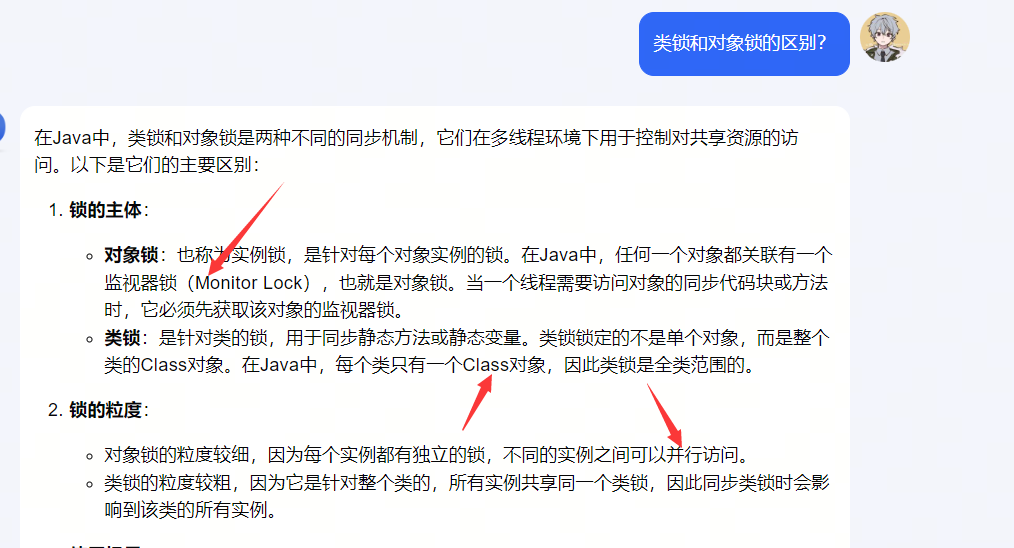 类锁和对象锁的区别？
在Java中，类锁和对象锁是两种不同的同步机制，它们在多线程环境下用于控制对共享资源的访
问。以下是它们的主要区别：
1. 锁的主体：
对象锁：也称为实例锁，是针对每个对象实例的锁。在Java中，任何一个对象都关联有一个
监视器锁（Monitor Lock），也就是对象锁。当一个线程需要访问对象的同步代码块或方法
时，它必须先获取该对象的监视器锁。
类锁：是针对类的锁，用于同步静态方法或静态变量。类锁锁定的不是单个对象，而是整个
类的Class对象。在Java中，每个类只有一个Class对象，因此类锁是全类范围的。
2. 锁的粒度：
对象锁的粒度较细，因为每个实例都有独立的锁，不同的实例之间可以并行访问。
类锁的粒度较粗，因为它是针对整个类的，所有实例共享同一个类锁，因此同步类锁时会影
响到该类的所有实例。